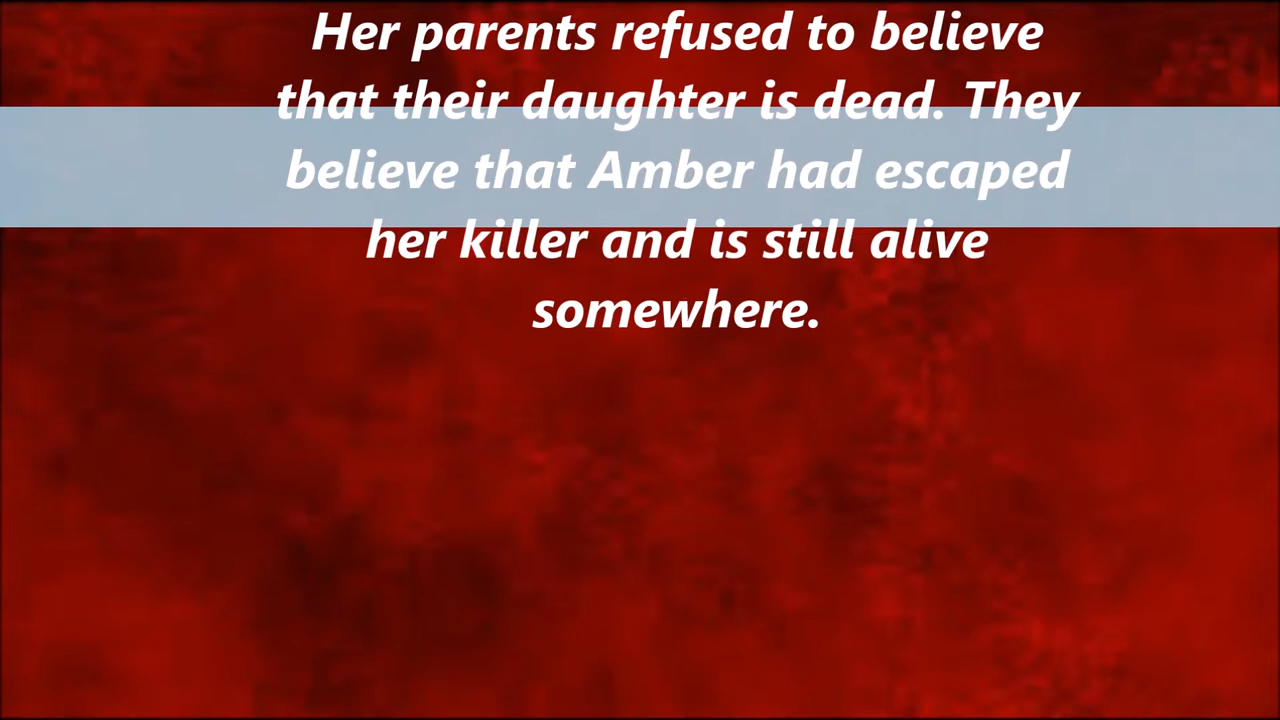 Her parents refused to believe
that their daughter is dead. They
believe that Amber had escaped
her killer and is still alive
somewhere.